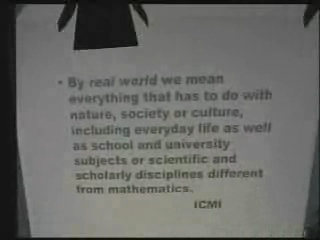 • By real world we mean
everything that has to do with
nature, society or culture,
including everyday life as well
as school and university
subjects or scientific and
scholarly disciplines different
from mathematics.
ICMI